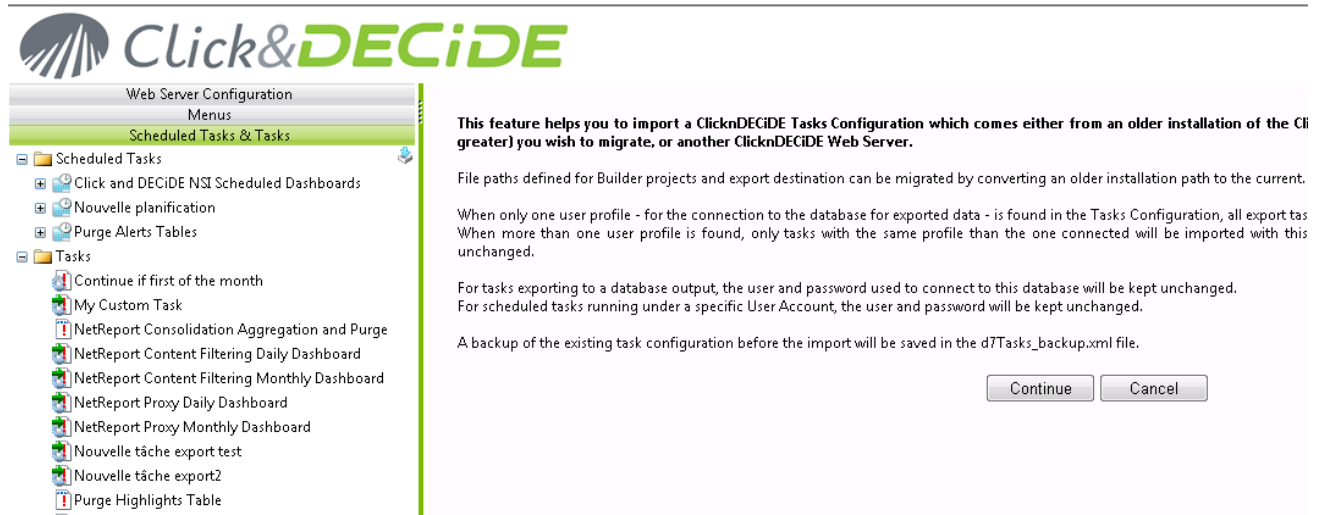 Click&DECiDE
Web Server Configuration
Menus
Scheduled Tasks & Tasks
Scheduled Tasks
Click and DECiDE NSI Scheduled Dashboards
Nouvelle planification
Purge Alerts Tables
Tasks
Continue if first of the month
My Custom Task
NetReport Consolidation Aggregation and Purge
NetReport Content Filtering Daily Dashboard
NetReport Content Filtering Monthly Dashboard
NetReport Proxy Daily Dashboard
NetReport Proxy Monthly Dashboard
Nouvelle tâche export test
Nouvelle tâche export2
Purge Highlights Table
This feature helps you to import a ClicknDECiDE Tasks Configuration which comes either from an older installation of the
greater) you wish to migrate, or another ClicknDECiDE Web Server.
File paths defined for Builder projects and export destination can be migrated by converting an older installation path to the current.
When only one user profile - for the connection to the database for exported data - is found in the Tasks Configuration, all export
When more than one user profile is found, only tasks with the same profile than the one connected will be imported with this
unchanged.
For tasks exporting to a database output, the user and password used to connect to this database will be kept unchanged.
For scheduled tasks running under a specific User Account, the user and password will be kept unchanged.
A backup of the existing task configuration before the import will be saved in the d7Tasks_backup.xml file.
Continue Cancel